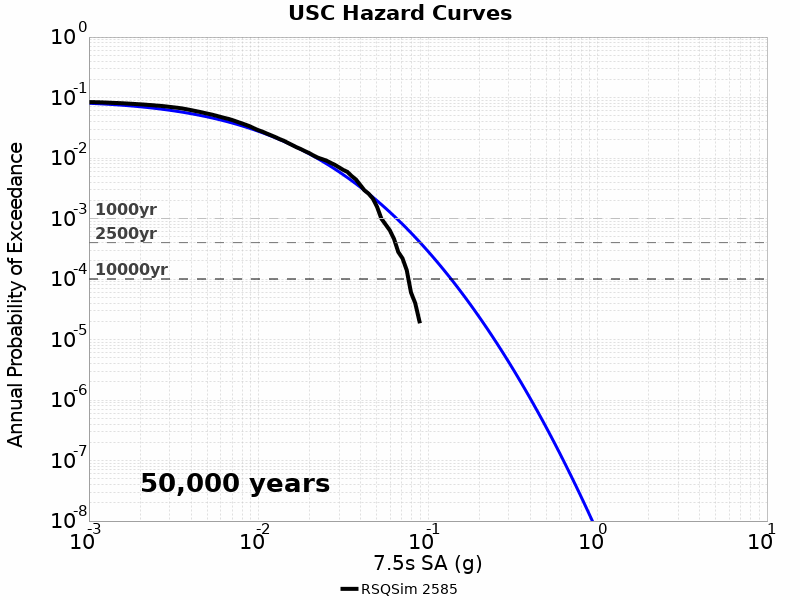 USC Hazard Curves
Annual Probability of Exceedance
10^0
10^-1
10^-2
10^-3
10^-4
10^-5
10^-6
10^-7
10^-8
1000yr
2500yr
10000yr
50,000 years
10^-3 10^-2 10^-1 10^0 10^1
7.5s SA (g)
RSQSim 2585